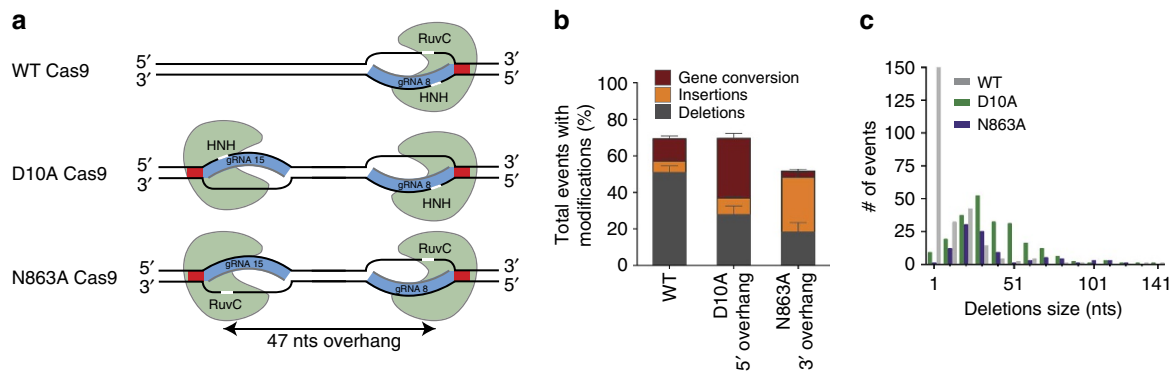 a
WT Cas9
5′
3′
RuvC
gRNA 8
HNH
3′
5′
D10A Cas9
5′
3′
HNH
gRNA 15
gRNA 8
HNH
3′
5′
N863A Cas9
5′
3′
gRNA 15
RuvC
RuvC
gRNA 8
3′
5′
47 nts overhang
b
Total events with
modifications (%)
100
80
60
40
20
0
Gene conversion
Insertions
Deletions
WT
D10A
5′ overhang
N863A
3′ overhang
c
# of events
150
125
100
75
50
25
0
WT
D10A
N863A
1
51
101
141
Deletions size (nts)